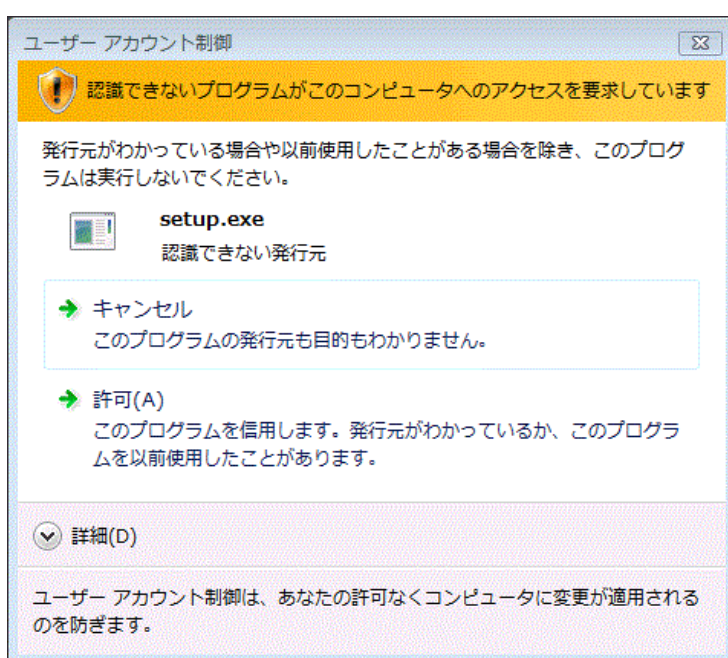 ユーザー アカウント制御
認識できないプログラムがこのコンピュータへのアクセスを要求しています
発行元がわかっている場合や以前使用したことがある場合を除き、このプログ
ラムは実行しないでください。
setup.exe
認識できない発行元
キャンセル
このプログラムの発行元も目的もわかりません。
許可(A)
このプログラムを信用します。発行元がわかっているか、このプログラ
ムを以前使用したことがあります。
詳細(D)
ユーザー アカウント制御は、あなたの許可なくコンピュータに変更が適用される
のを防ぎます。